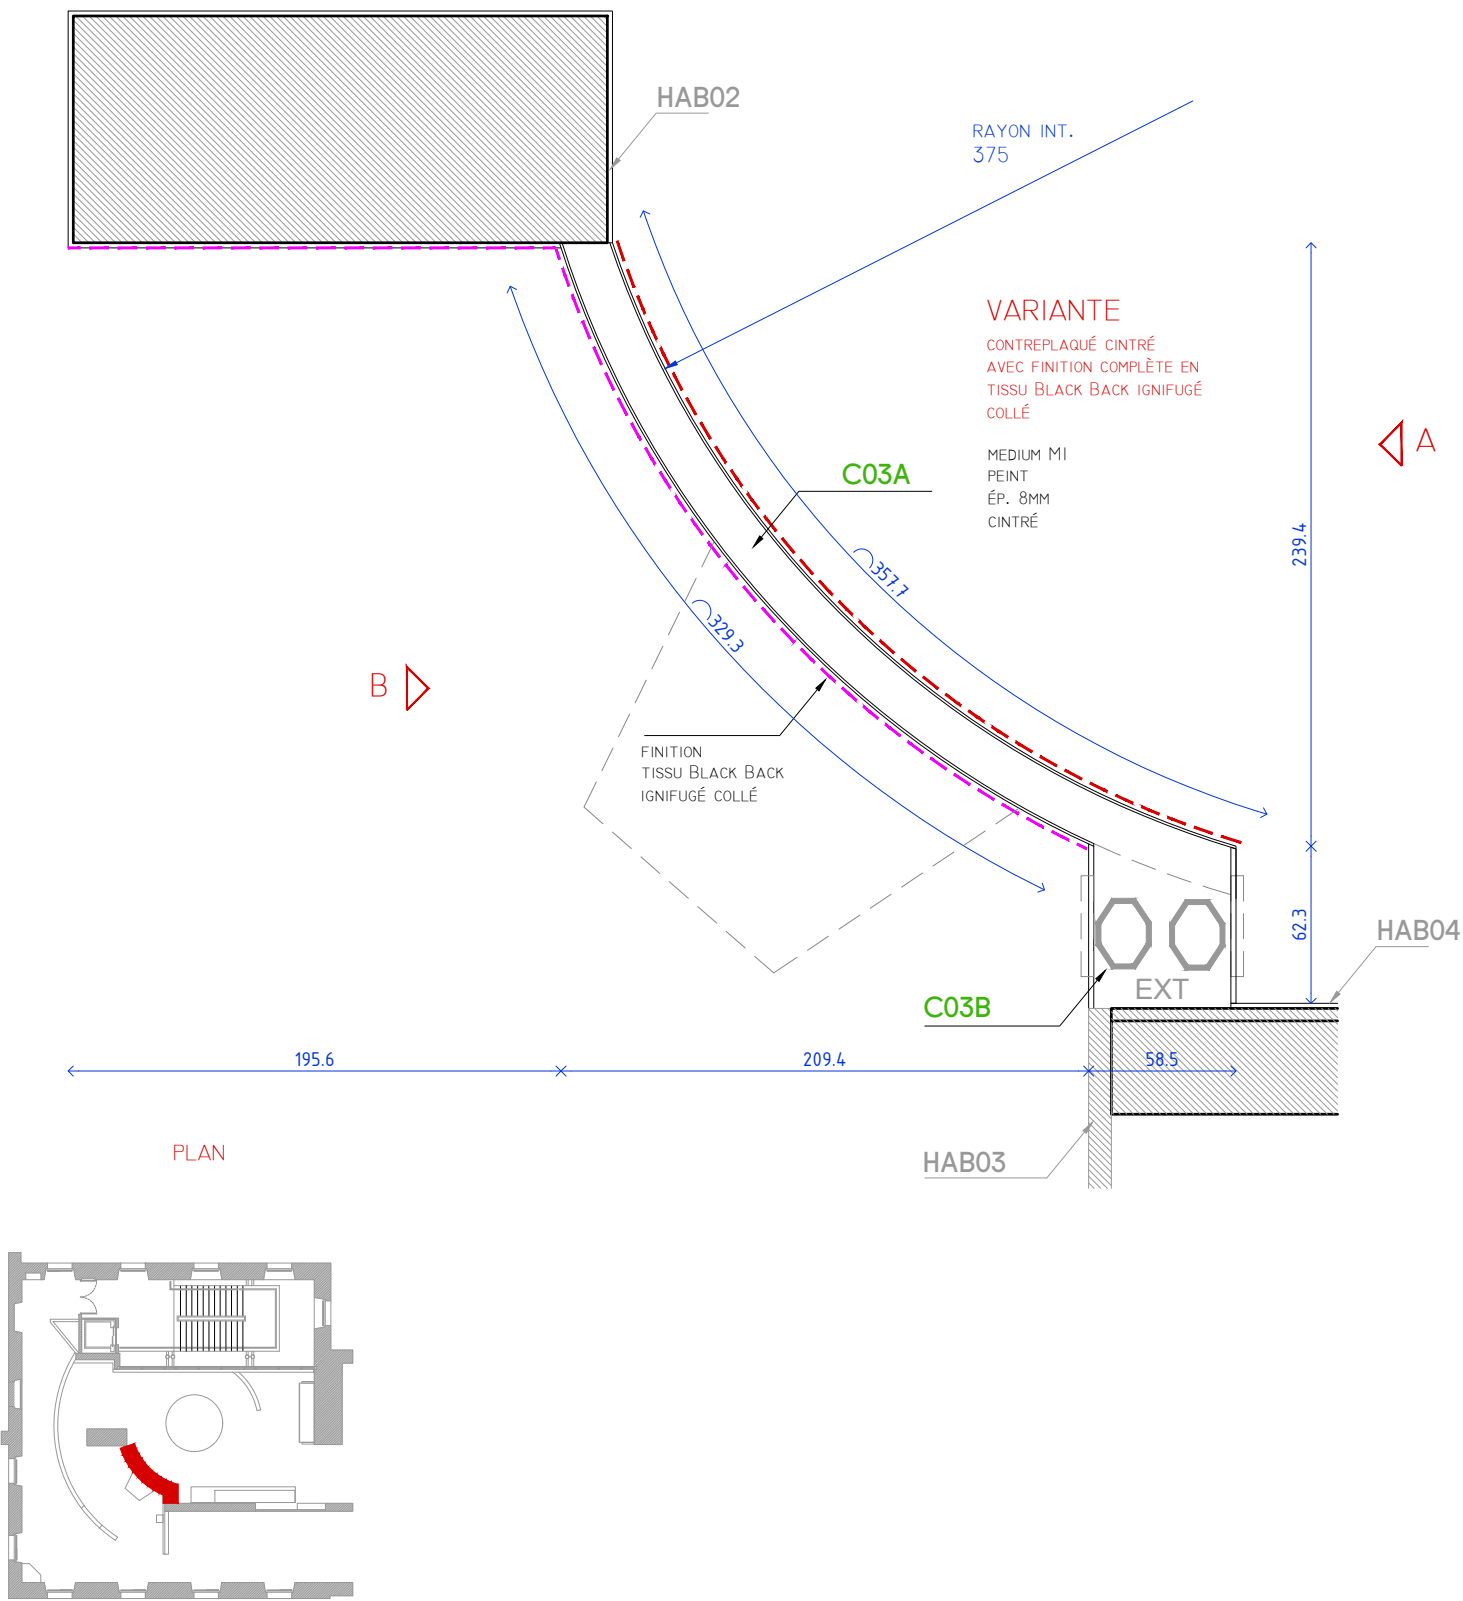 HAB02
RAYON INT.
375
VARIANTE
CONTREPLAQUÉ CINTRÉ
AVEC FINITION COMPLÈTE EN
TISSU BLACK BACK IGNIFUGÉ
COLLÉ
A
MEDIUM M1
PEINT
ÉP. 8MM
CINTRÉ
C03A
239.4
357.7
329.3
B
FINITION
TISSU BLACK BACK
IGNIFUGÉ COLLÉ
62.3
HAB04
EXT
C03B
195.6
209.4
58.5
PLAN
HAB03